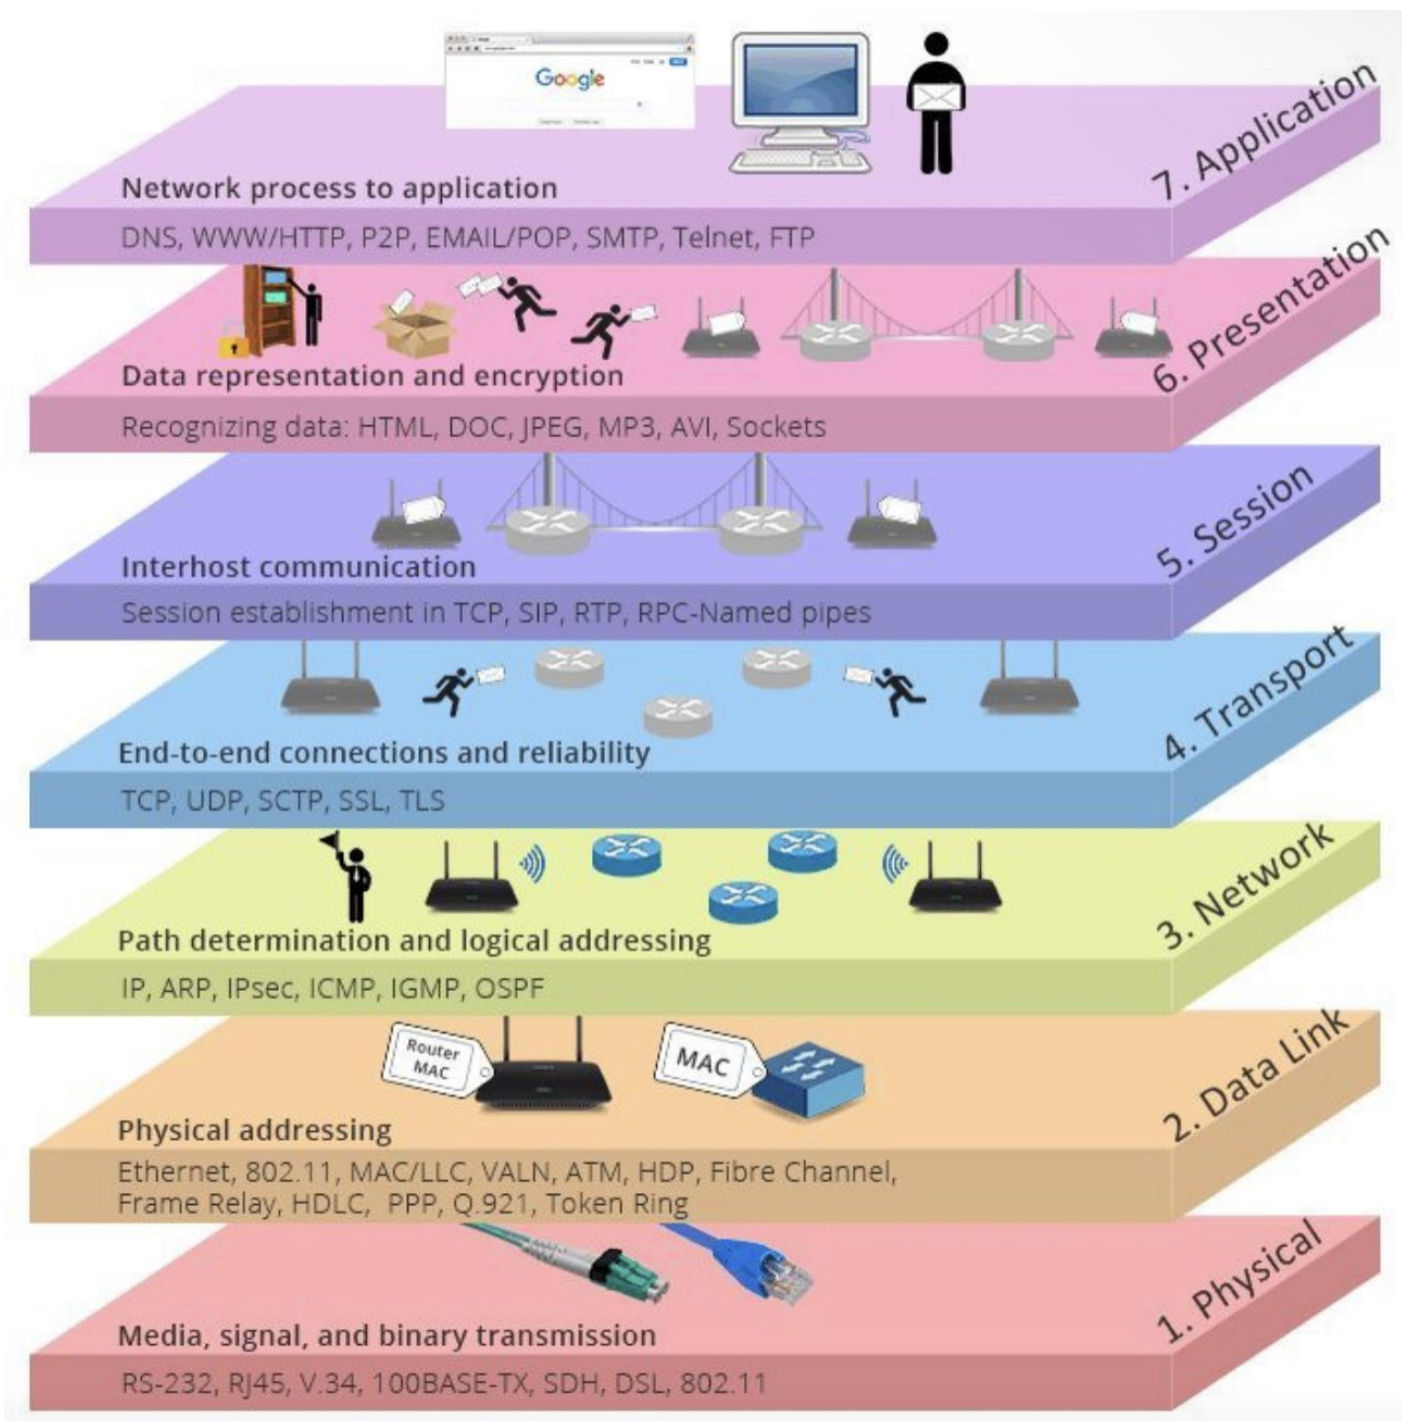 Google
7. Application
Network process to application
DNS, WWW/HTTP, P2P, EMAIL/POP, SMTP, Telnet, FTP
6. Presentation
Data representation and encryption
Recognizing data: HTML, DOC, JPEG, MP3, AVI, Sockets
5. Session
Interhost communication
Session establishment in TCP, SIP, RTP, RPC-Named pipes
4. Transport
End-to-end connections and reliability
TCP, UDP, SCTP, SSL, TLS
3. Network
Path determination and logical addressing
IP, ARP, IPsec, ICMP, IGMP, OSPF
2. Data Link
Router
MAC
MAC
Physical addressing
Ethernet, 802.11, MAC/LLC, VALN, ATM, HDP, Fibre Channel,
Frame Relay, HDLC, PPP, Q.921, Token Ring
1. Physical
Media, signal, and binary transmission
RS-232, RJ45, V.34, 100BASE-TX, SDH, DSL, 802.11